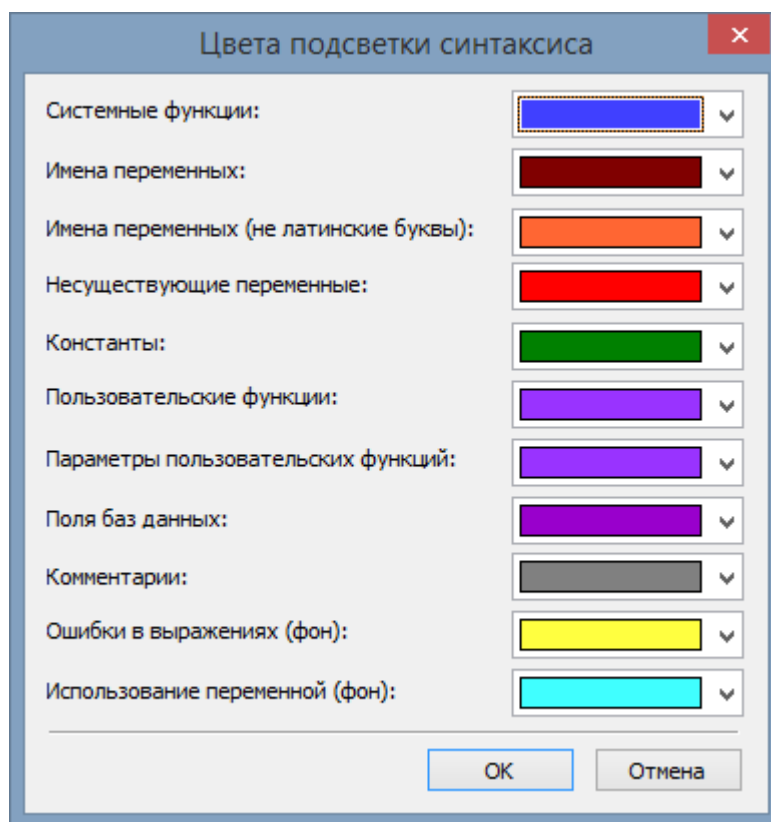 Цвета подсветки синтаксиса
Системные функции:
Имена переменных:
Имена переменных (не латинские буквы):
Несуществующие переменные:
Константы:
Пользовательские функции:
Параметры пользовательских функций:
Поля баз данных:
Комментарии:
Ошибки в выражениях (фон):
Использование переменной (фон):
ОК Отмена